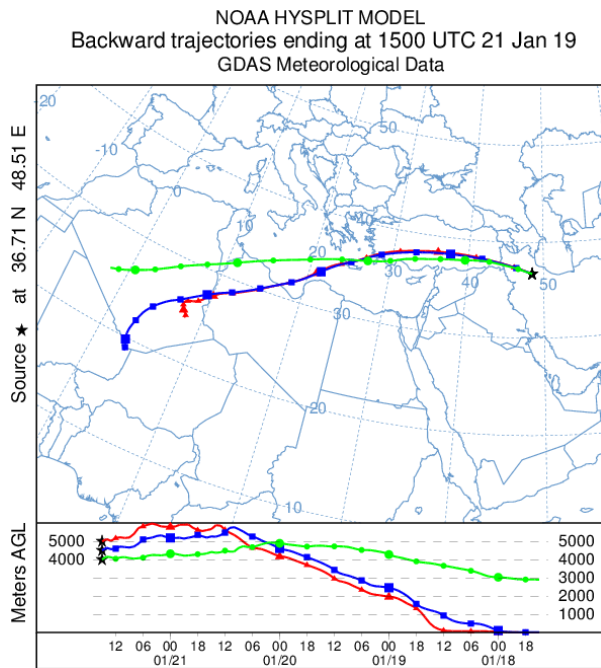 NOAA HYSPLIT MODEL
Backward trajectories ending at 1500 UTC 21 Jan 19
GDAS Meteorological Data
Source ★ at 36.71 N 48.51 E
20
-10
0
10
20
30
40
50
50
30
20
10
Meters AGL
5000
4000
5000
4000
3000
2000
1000
12 06 00 18 12 06 00 18 12 06 00 18 12 06 00 18
01/21 01/20 01/19 01/18